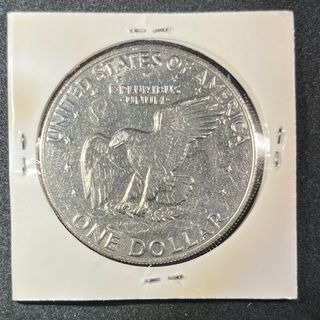 UNITED STATES OF AMERICA
E PLURIBUS
UNUM
ONE DOLLAR